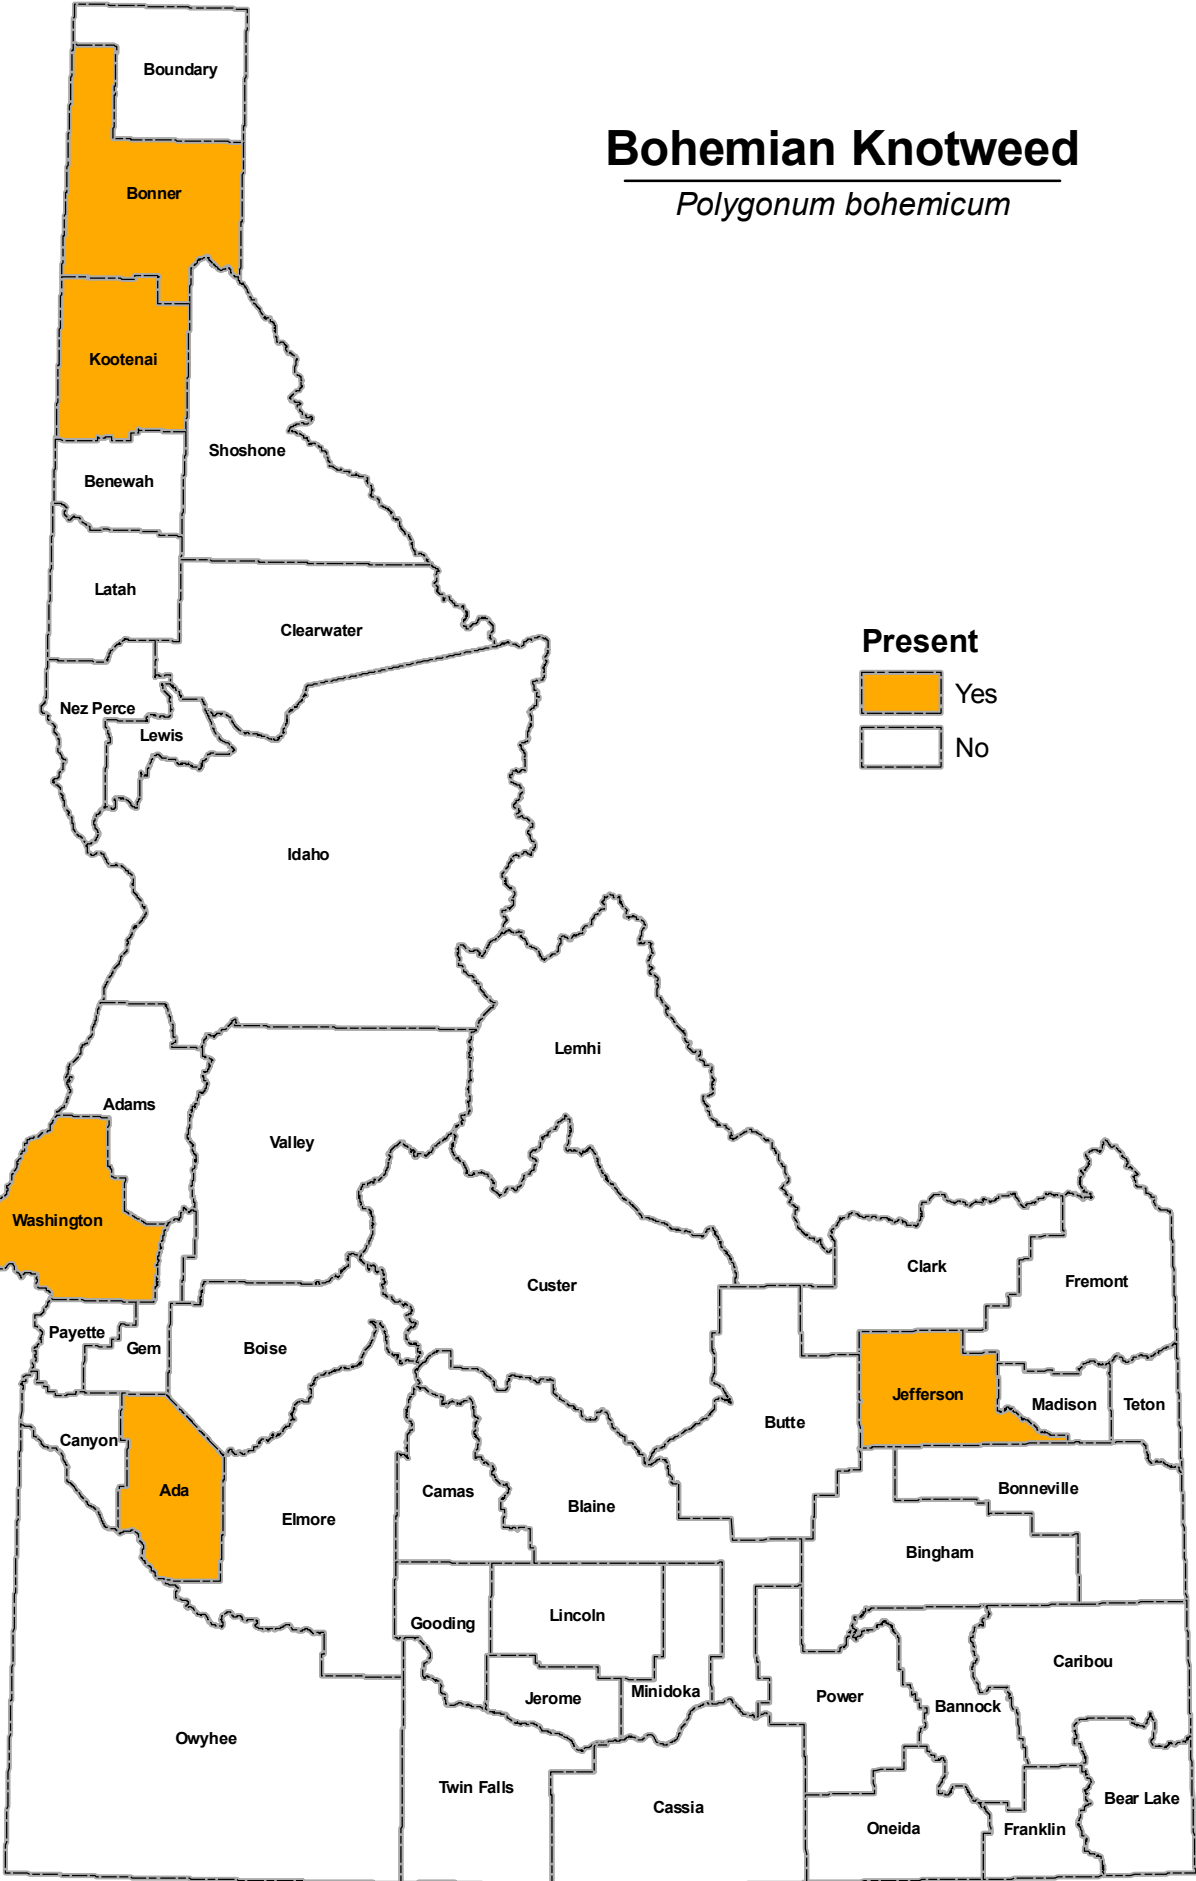 Boundary
Bohemian Knotweed
Polygonum bohemicum
Bonner
Kootenai
Shoshone
Benewah
Latah
Clearwater
Present
Yes
No
Nez Perce
Lewis
Idaho
Lemhi
Adams
Valley
Washington
Clark
Fremont
Custer
Payette
Gem
Boise
Jefferson
Madison
Teton
Butte
Canyon
Ada
Camas
Blaine
Bonneville
Elmore
Bingham
Gooding
Lincoln
Caribou
Jerome
Minidoka
Power
Bannock
Owyhee
Twin Falls
Cassia
Bear Lake
Oneida
Franklin